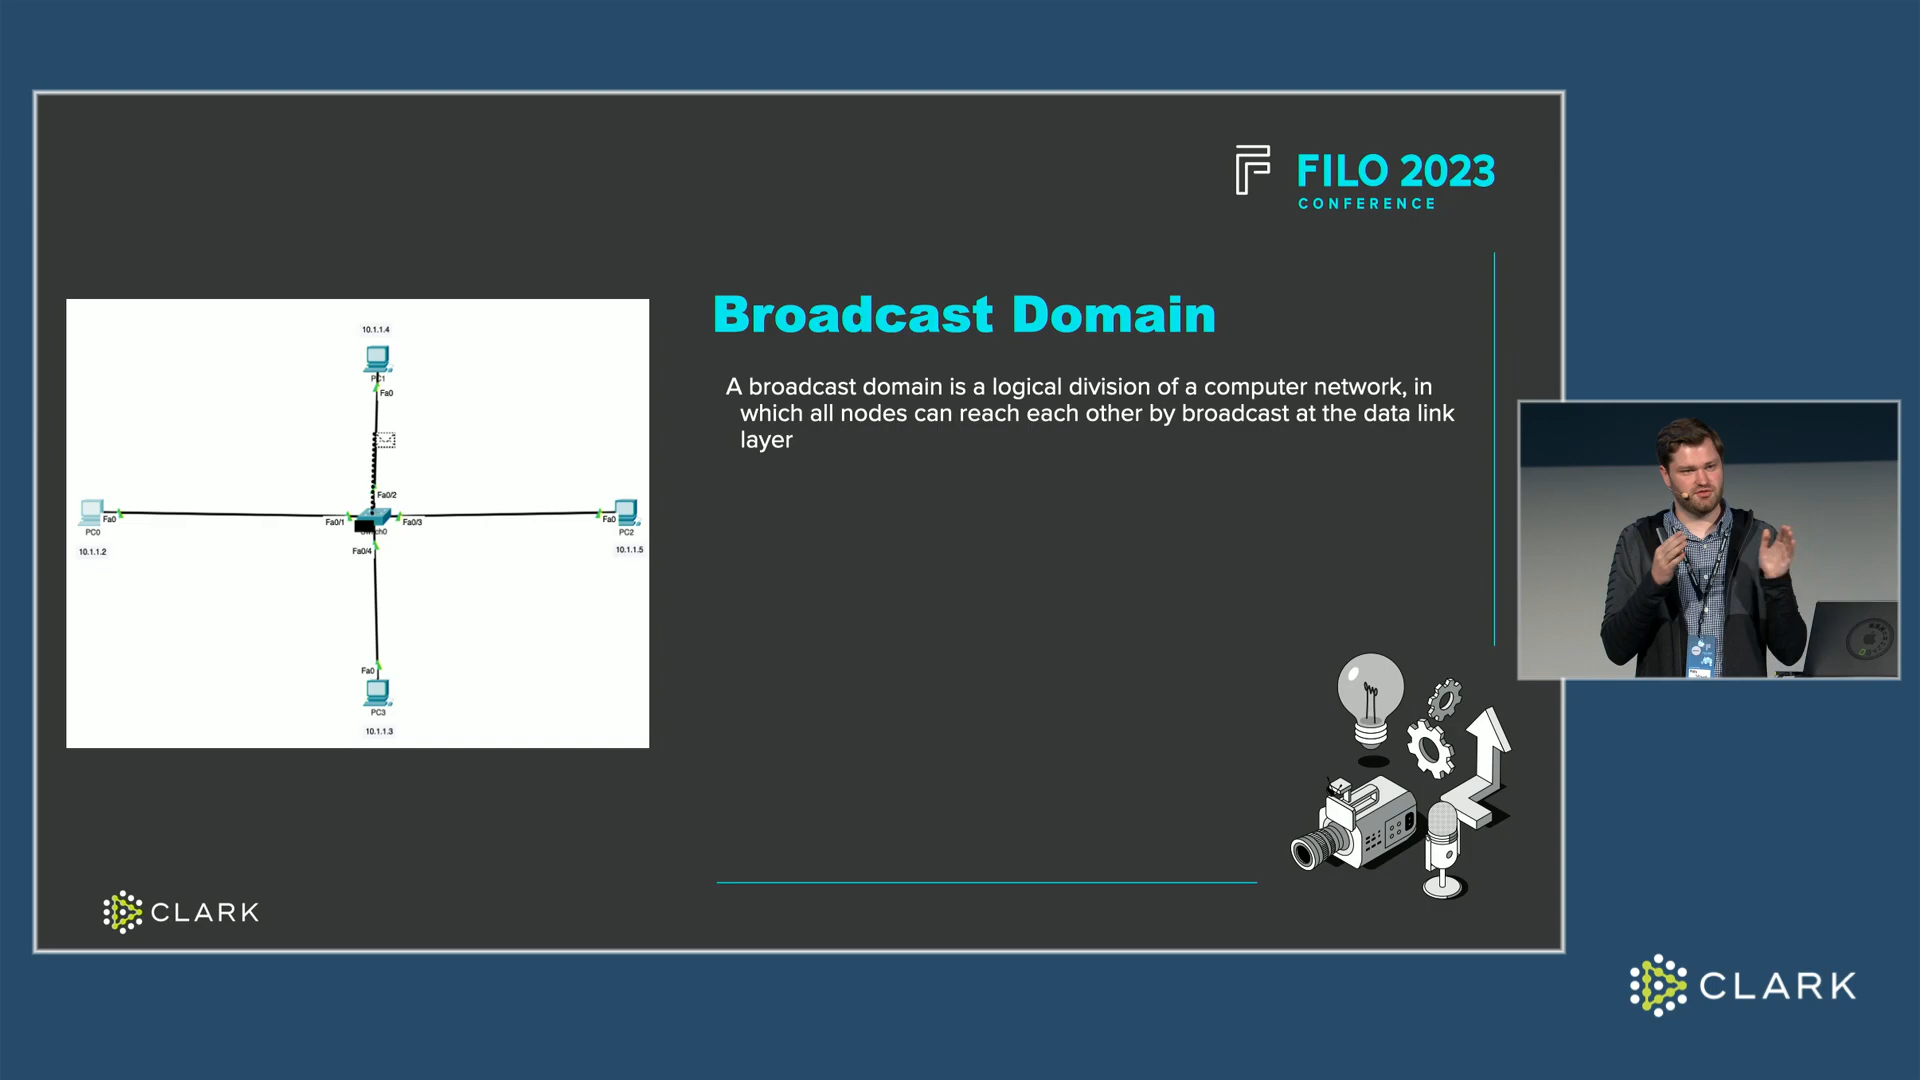 FILO 2023
CONFERENCE
Broadcast Domain
A broadcast domain is a logical division of a computer network, in
which all nodes can reach each other by broadcast at the data link
layer
10.1.1.4
PC1
Fa0
Fa0/2
Fa0
PC0
10.1.1.2
Fa0/1
Fa0/3
Fa0/4
Fa0
PC2
10.1.1.5
Fa0
PC3
10.1.1.3
CLARK
CLARK